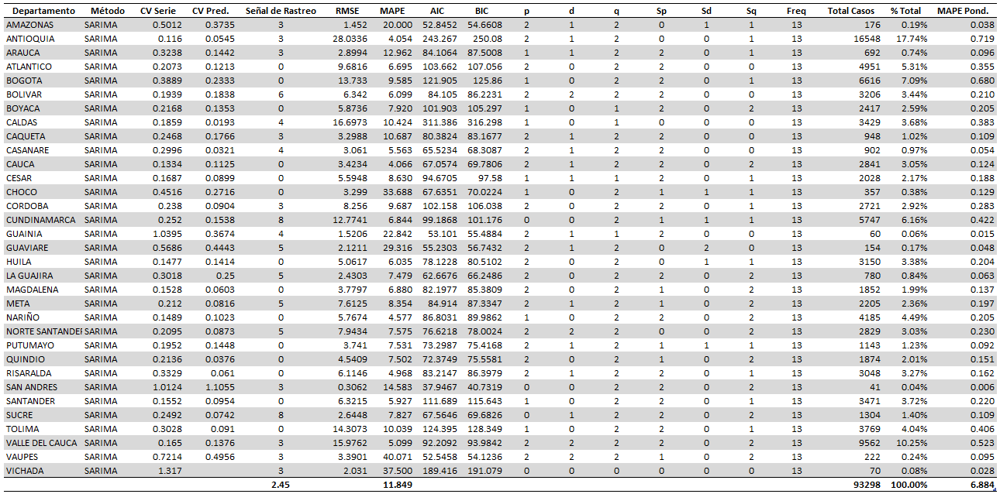 Departamento Método CV Serie CV Pred. Señal de Rastreo RMSE MAPE AIC BIC p d q Sp Sd Sq Freq Total Casos % Total MAPE Pond.
AMAZONAS SARIMA 0.5012 0.3735 3 1.452 20.000 52.8452 54.6608 2 1 2 0 1 1 13 176 0.19% 0.038
ANTIOQUIA SARIMA 0.116 0.0545 3 28.0336 4.054 243.267 250.08 2 0 2 2 0 1 13 16548 17.74% 0.719
ARAUCA SARIMA 0.3238 0.1442 3 2.8994 12.962 84.1064 87.5008 1 1 2 2 0 1 13 692 0.74% 0.096
ATLANTICO SARIMA 0.2073 0.1213 0 9.6816 6.695 103.662 107.056 2 0 2 2 0 0 13 4951 5.31% 0.355
BOGOTA SARIMA 0.3889 0.2333 0 13.733 9.585 121.905 125.86 1 0 2 2 0 1 13 6616 7.09% 0.680
BOLIVAR SARIMA 0.1939 0.1838 6 6.342 6.099 84.105 86.2231 2 2 2 2 0 0 13 3206 3.44% 0.210
BOYACA SARIMA 0.2168 0.1353 0 5.8736 7.920 101.903 105.297 1 0 1 2 0 2 13 2417 2.59% 0.205
CALDAS SARIMA 0.1859 0.0193 4 16.6973 10.424 311.386 316.298 1 0 1 0 0 0 13 3429 3.68% 0.383
CAQUETA SARIMA 0.2468 0.1766 3 3.2988 10.687 80.3824 83.1677 2 1 2 2 0 0 13 948 1.02% 0.109
CASANARE SARIMA 0.2996 0.0321 4 3.061 5.563 65.5234 68.3087 2 1 2 2 0 0 13 902 0.97% 0.054
CAUCA SARIMA 0.1334 0.1125 0 3.4234 4.066 67.0574 69.7806 2 1 2 2 0 2 13 2841 3.05% 0.124
CESAR SARIMA 0.1687 0.0899 0 5.5948 8.630 94.6705 97.58 1 1 1 2 0 1 13 2028 2.17% 0.188
CHOCO SARIMA 0.4516 0.2716 0 3.299 33.688 67.6351 70.0224 1 0 2 1 1 1 13 357 0.38% 0.129
CORDOBA SARIMA 0.238 0.0904 3 8.256 9.687 102.158 106.038 2 0 2 2 0 1 13 2721 2.92% 0.283
CUNDINAMARCA SARIMA 0.252 0.1538 8 12.7741 6.844 99.1868 101.176 0 0 2 1 1 1 13 5747 6.16% 0.422
GUAINIA SARIMA 1.0395 0.3674 4 1.5206 22.842 53.101 55.4884 2 1 1 2 0 0 13 60 0.06% 0.015
GUAVIARE SARIMA 0.5686 0.4443 5 2.1211 29.316 55.2303 56.7432 2 1 2 0 2 0 13 154 0.17% 0.048
HUILA SARIMA 0.1477 0.1414 0 5.0617 6.035 78.1228 80.5102 2 0 2 0 1 1 13 3150 3.38% 0.204
LA GUAJIRA SARIMA 0.3018 0.25 5 2.4303 7.479 62.6676 66.2486 2 0 2 2 0 2 13 780 0.84% 0.063
MAGDALENA SARIMA 0.1528 0.0603 0 3.7797 6.880 82.1977 85.3809 2 0 2 1 0 2 13 1852 1.99% 0.137
META SARIMA 0.212 0.0816 5 7.6125 8.354 84.914 87.3347 2 1 2 1 0 2 13 2205 2.36% 0.197
NARIÑO SARIMA 0.1489 0.1023 0 5.7674 4.577 86.8031 89.9862 1 0 2 2 0 2 13 4185 4.49% 0.205
NORTE SANTANDER SARIMA 0.2095 0.0873 5 7.9434 7.575 76.6218 78.0024 2 2 2 2 0 2 13 2829 3.03% 0.230
PUTUMAYO SARIMA 0.1952 0.1448 0 3.741 7.531 73.2987 75.4168 2 1 2 1 1 1 13 1143 1.23% 0.092
QUINDIO SARIMA 0.2136 0.0376 0 4.5409 7.502 72.3749 75.5581 2 0 2 1 0 2 13 1874 2.01% 0.151
RISARALDA SARIMA 0.3329 0.061 0 6.1146 4.968 83.2147 86.3979 2 1 2 2 0 1 13 3048 3.27% 0.162
SAN ANDRES SARIMA 1.0124 1.1055 3 0.3062 14.583 37.9467 40.7319 0 0 2 2 0 1 13 41 0.04% 0.006
SANTANDER SARIMA 0.1552 0.0954 0 6.3215 5.927 111.689 115.643 1 0 2 2 0 1 13 3471 3.72% 0.220
SUCRE SARIMA 0.2492 0.0742 8 2.6448 7.827 67.5646 69.6826 0 1 2 2 0 2 13 1304 1.40% 0.109
TOLIMA SARIMA 0.3028 0.091 0 14.3073 10.039 124.395 128.349 1 0 2 2 0 1 13 3769 4.04% 0.406
VALLE DEL CAUCA SARIMA 0.165 0.1376 3 15.9762 5.099 92.2092 93.9842 2 2 2 2 0 2 13 9562 10.25% 0.523
VAUPES SARIMA 0.7214 0.4956 3 3.3901 40.071 52.5458 54.1236 2 2 2 1 0 2 13 222 0.24% 0.095
VICHADA SARIMA 1.317 3 2.031 37.500 189.416 191.079 0 0 0 0 0 0 13 70 0.08% 0.028
2.45 11.849 93298 100.00% 6.884